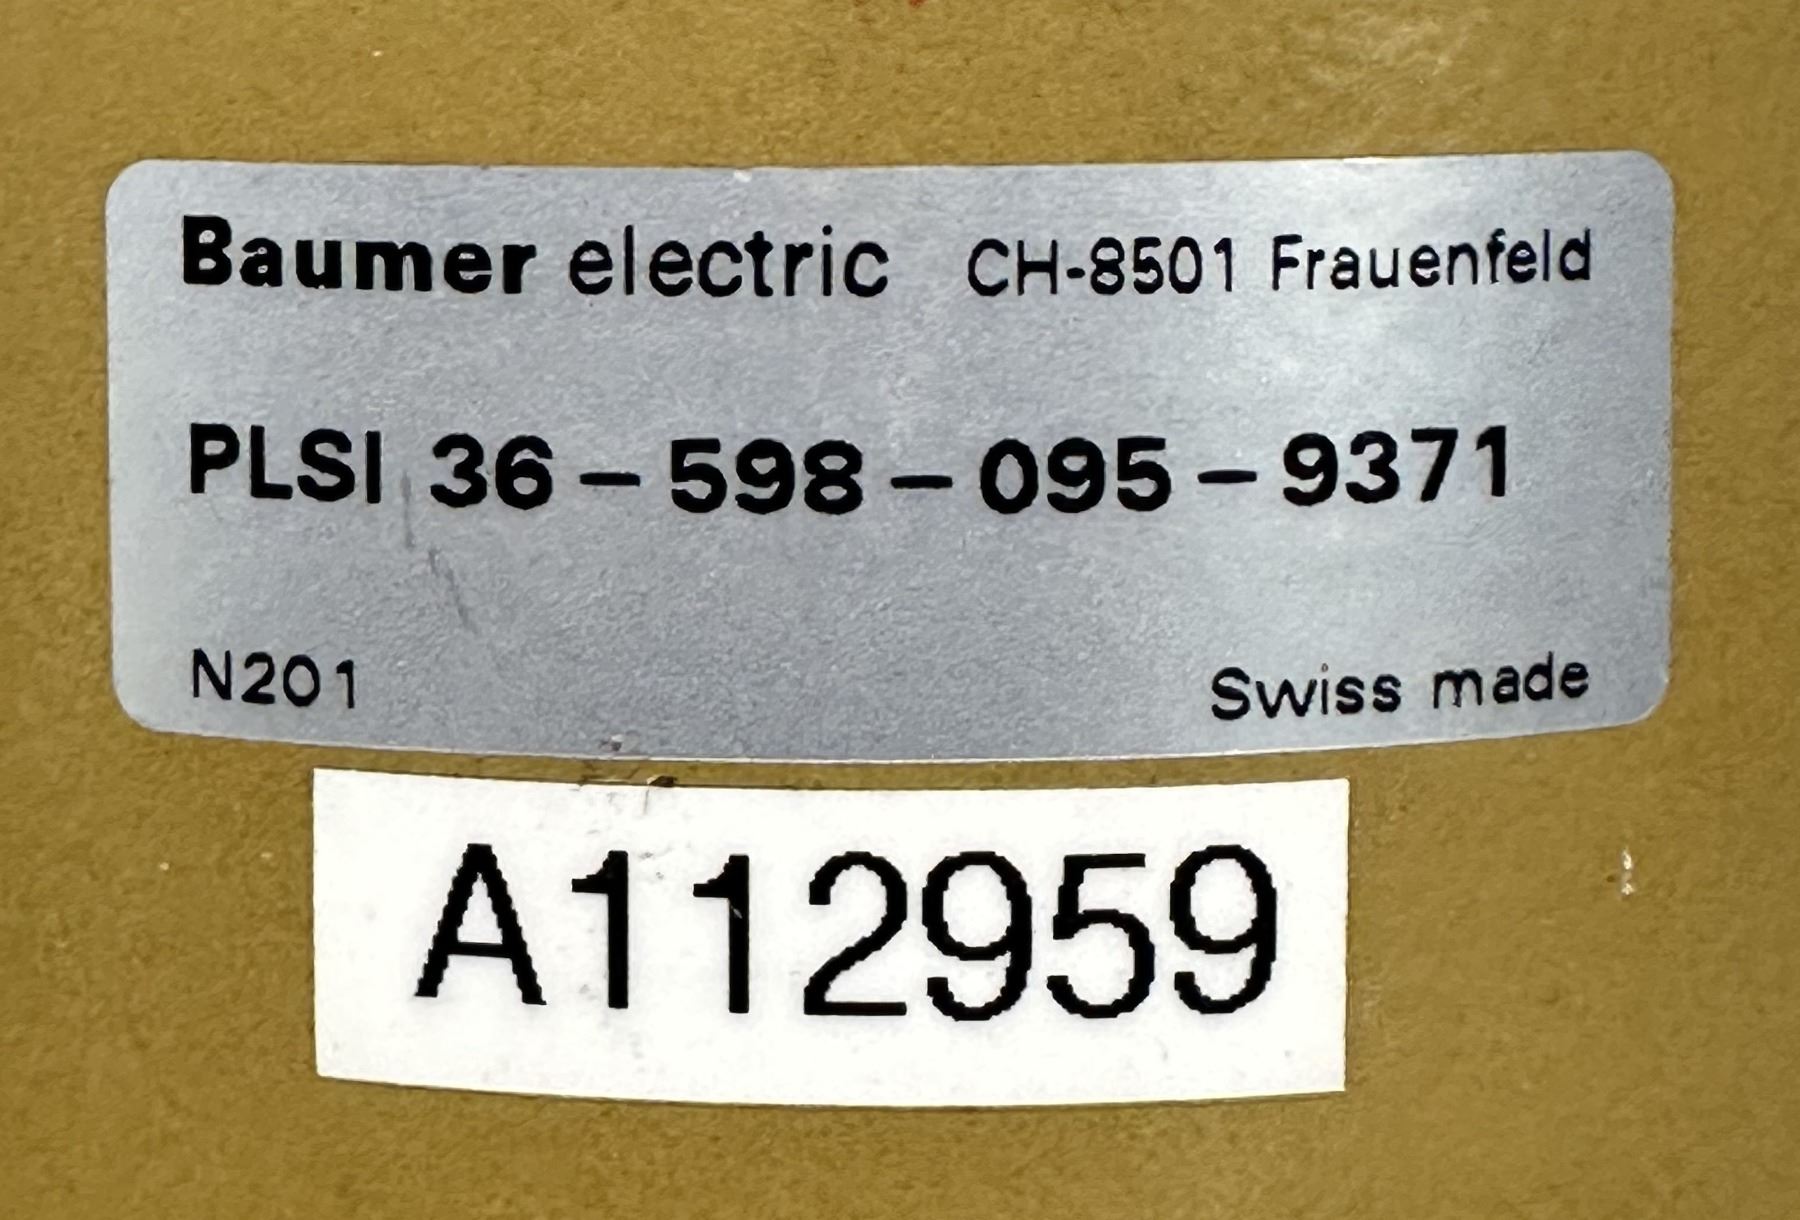 Baumer electric CH-8501 Frauenfeld
PLSI 36-598-095-9371
N201 Swiss made
A112959